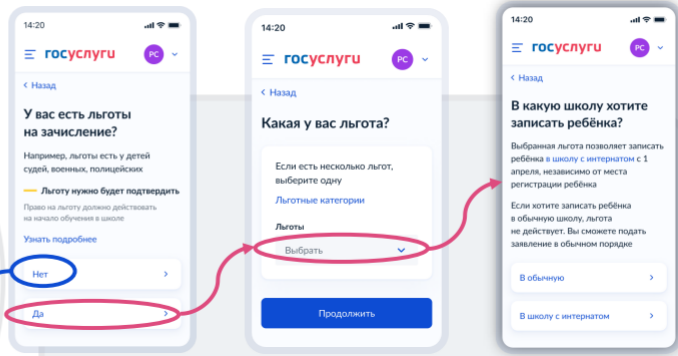 14:20
госуслуги
РС
Назад
У вас есть льготы
на зачисление?
Например, льготы есть у детей
судей, военных, полицейских
Льготу нужно будет подтвердить
Право на льготу должно действовать
на начало обучения в школе
Узнать подробнее
Нет
Да
14:20
госуслуги
РС
Назад
Какая у вас льгота?
Если есть несколько льгот,
выберите одну
Льготные категории
Льготы
Выбрать
Продолжить
14:20
госуслуги
РС
Назад
В какую школу хотите
записать ребёнка?
Выбранная льгота позволяет записать
ребёнка в школу с интернатом с 1
апреля, независимо от места
регистрации ребёнка
Если хотите записать ребёнка
в обычную школу, льгота
не действует. Вы сможете подать
заявление в обычном порядке
В обычную
В школу с интернатом